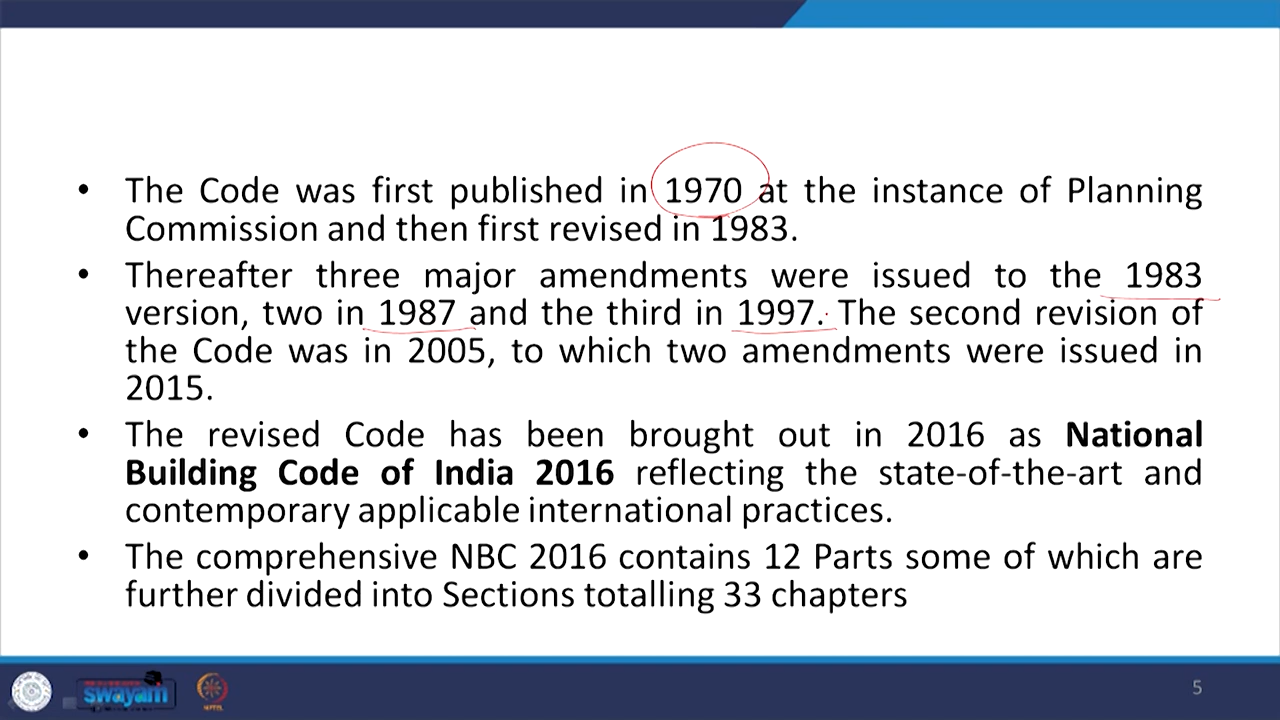 • The Code was first published in 1970 at the instance of Planning
Commission and then first revised in 1983.
• Thereafter three major amendments were issued to the 1983
version, two in 1987 and the third in 1997. The second revision of
the Code was in 2005, to which two amendments were issued in
2015.
• The revised Code has been brought out in 2016 as National
Building Code of India 2016 reflecting the state-of-the-art and
contemporary applicable international practices.
• The comprehensive NBC 2016 contains 12 Parts some of which are
further divided into Sections totalling 33 chapters
swayam
5